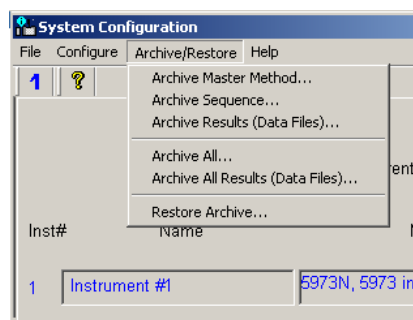 System Configuration
File Configure Archive/Restore Help
1 ?
Archive Master Method...
Archive Sequence...
Archive Results (Data Files)...
Archive All...
Archive All Results (Data Files)...
Restore Archive...
Inst# Name
1 Instrument #1 5973N, 5973